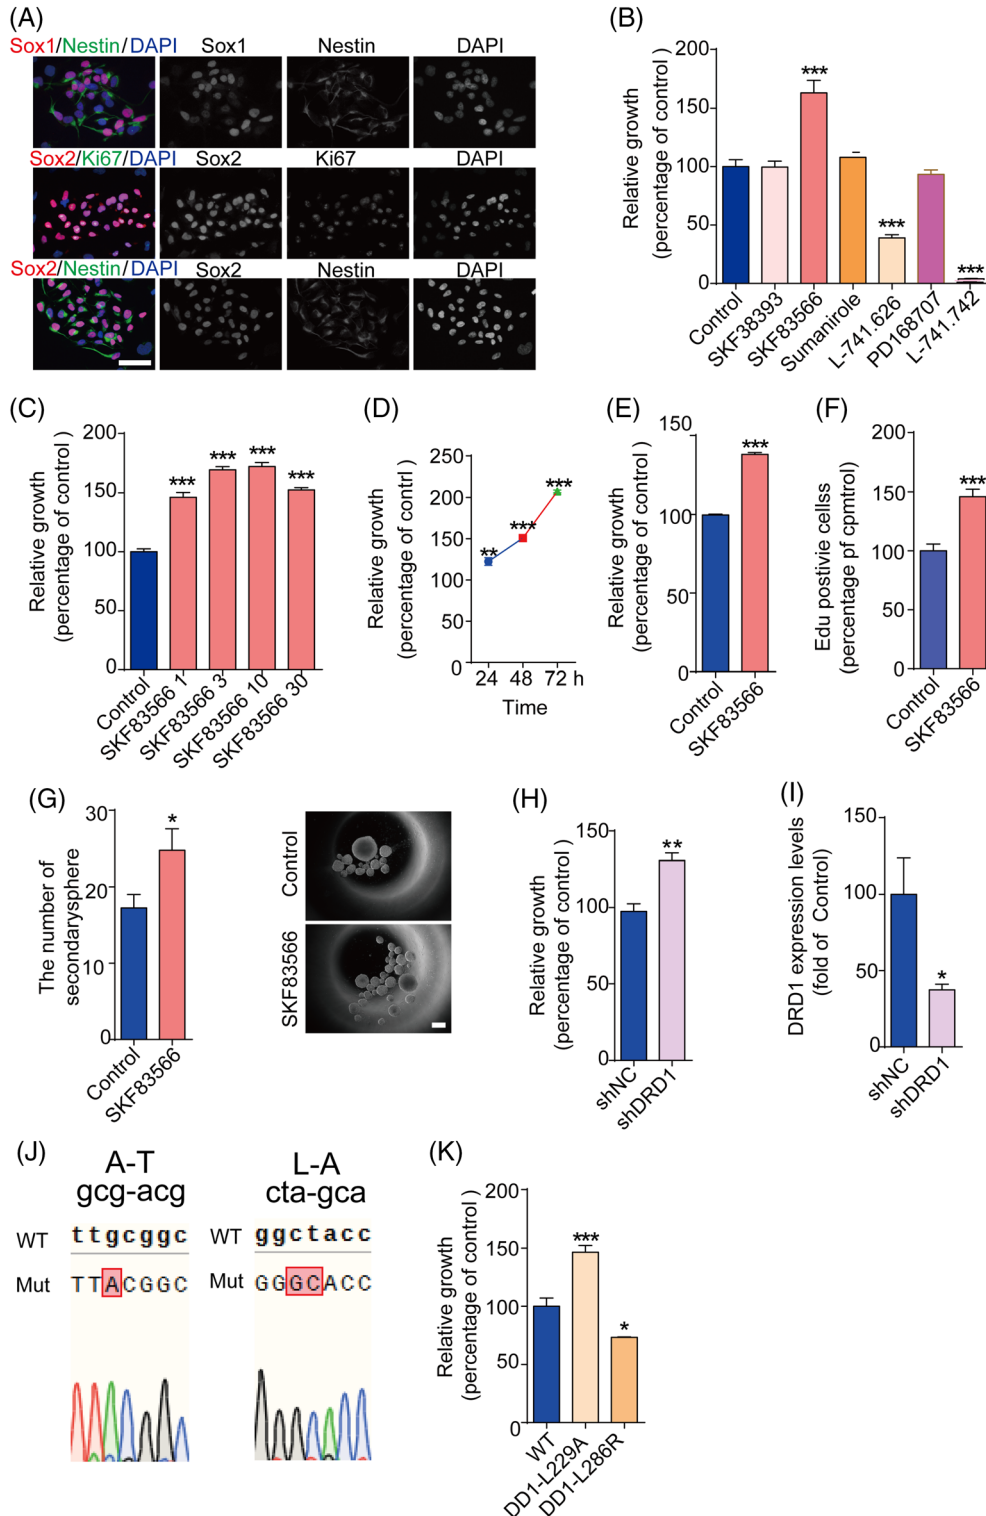 (A)
Sox1/Nestin/DAPI Sox1 Nestin DAPI
Sox2/Ki67/DAPI Sox2 Ki67 DAPI
Sox2/Nestin/DAPI Sox2 Nestin DAPI
(B)
Relative growth
(percentage of control)
200
150
100
50
0
***
***
***
Control
SKF38393
SKF83566
Sumanirole
L-741.626
PD168707
L-741.742
(C)
Relative growth
(percentage of control )
200
150
100
50
0
***
***
***
***
Control
SKF83566 1
SKF83566 3
SKF83566 10
SKF83566 30
(D)
Relative growth
(percentage of contrl )
250
200
150
100
50
0
**
***
***
24 48 72 h
Time
(E)
Relative growth
(percentage of control )
150
100
50
0
***
Control
SKF83566
(F)
Edu postivie cellss
(percentage pf cpmtrol)
200
150
100
50
0
***
Control
SKF83566
(G)
The number of
secondarysphere
30
20
10
0
*
Control
SKF83566
Control
SKF83566
(H)
Relative growth
(percentage of control )
150
100
50
0
**
shNC
shDRD1
(I)
DRD1 expression levels
(fold of Control)
150
100
50
0
*
shNC
shDRD1
(J)
A-T
gcg-acg
WT ttgcggc
Mut TTACGGC
L-A
cta-gca
WT ggctacc
Mut GGGCACC
(K)
Relative growth
(percentage of control )
200
150
100
50
0
***
*
WT
DD1-L229A
DD1-L286R